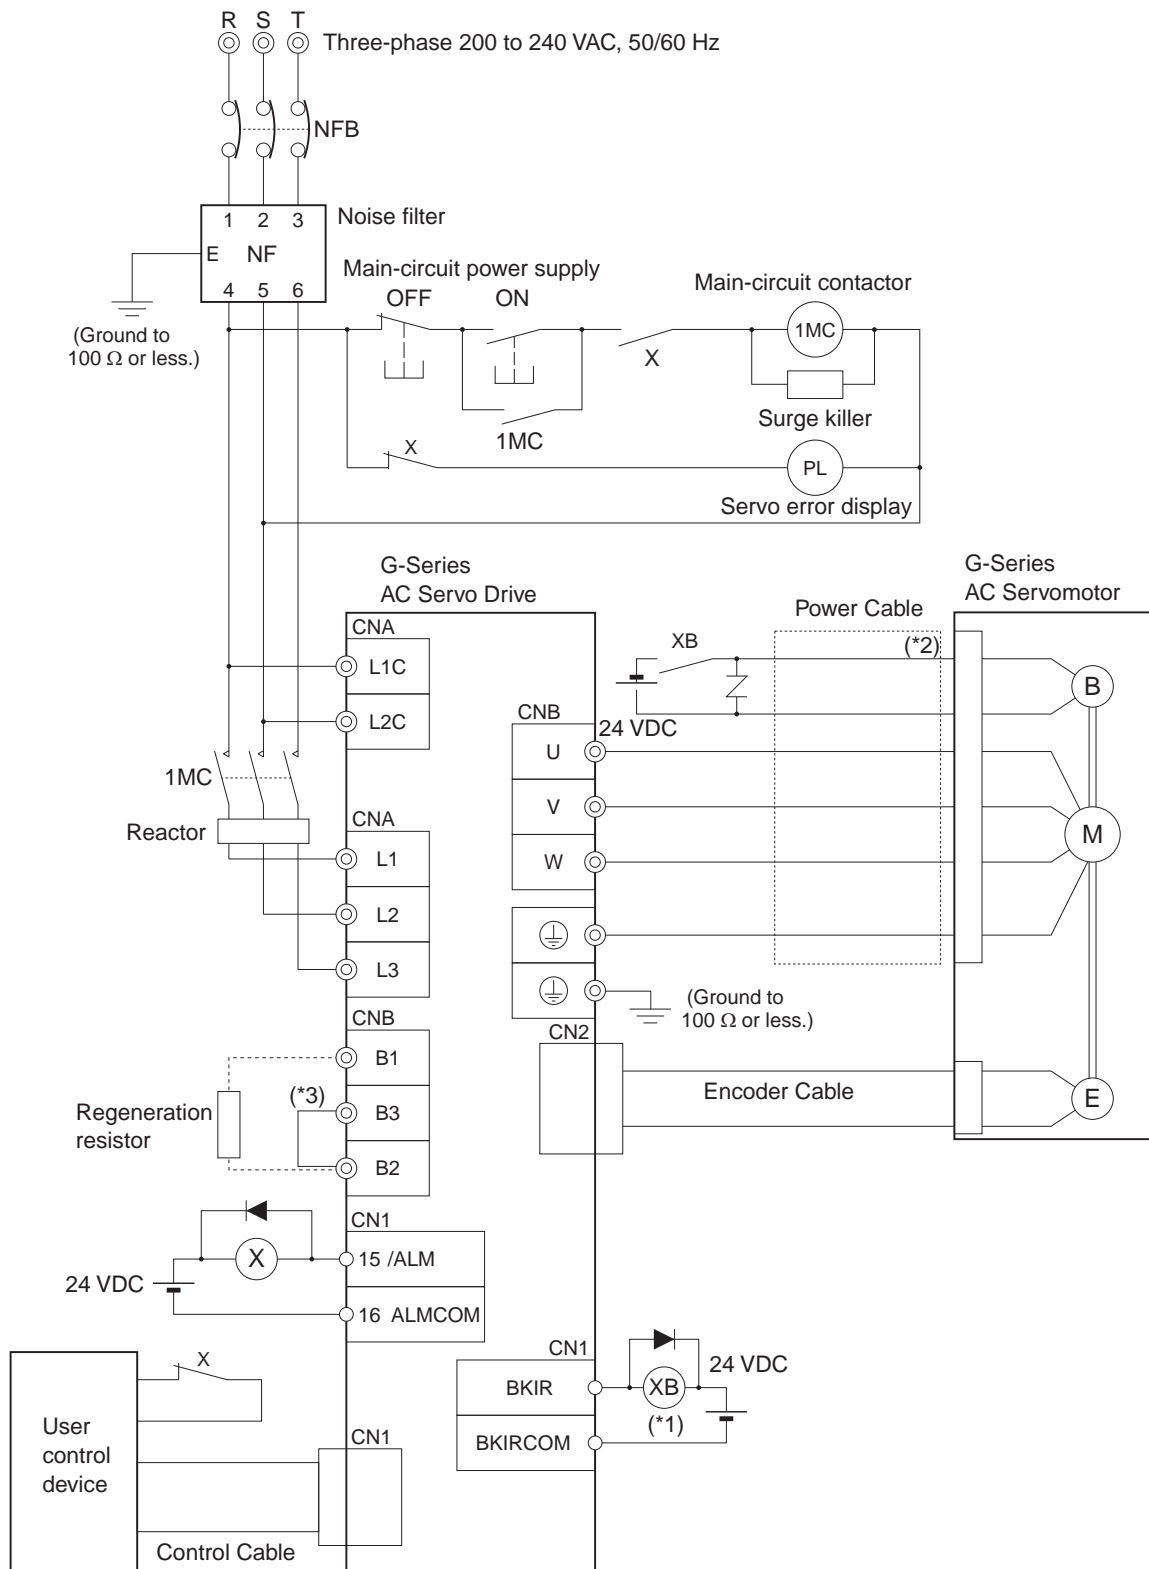 R S T
Three-phase 200 to 240 VAC, 50/60 Hz
NFB
1 2 3
Noise filter
E NF
4 5 6
(Ground to
100 Ω or less.)
Main-circuit power supply
OFF ON
Main-circuit contactor
1MC
X
Surge killer
1MC
X
PL
Servo error display
G-Series
AC Servo Drive
G-Series
AC Servomotor
Power Cable
CNA
XB
(*2)
L1C
B
L2C
CNB
24 VDC
U
1MC
V
CNA
Reactor
M
L1
W
L2
L3
(Ground to
100 Ω or less.)
CNB
CN2
B1
(*3)
Encoder Cable
E
Regeneration
resistor
B3
B2
CN1
X
15 /ALM
24 VDC
16 ALMCOM
CN1
X
24 VDC
BKIR
XB
(*1)
User
control
device
CN1
BKIRCOM
Control Cable